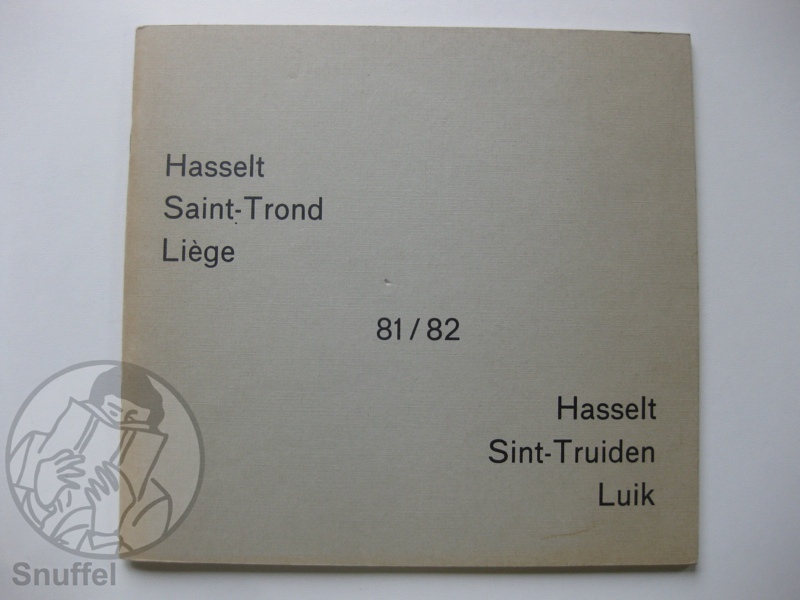 Hasselt
Saint-Trond
Liège
81 / 82
Hasselt
Sint-Truiden
Luik
Snuffel